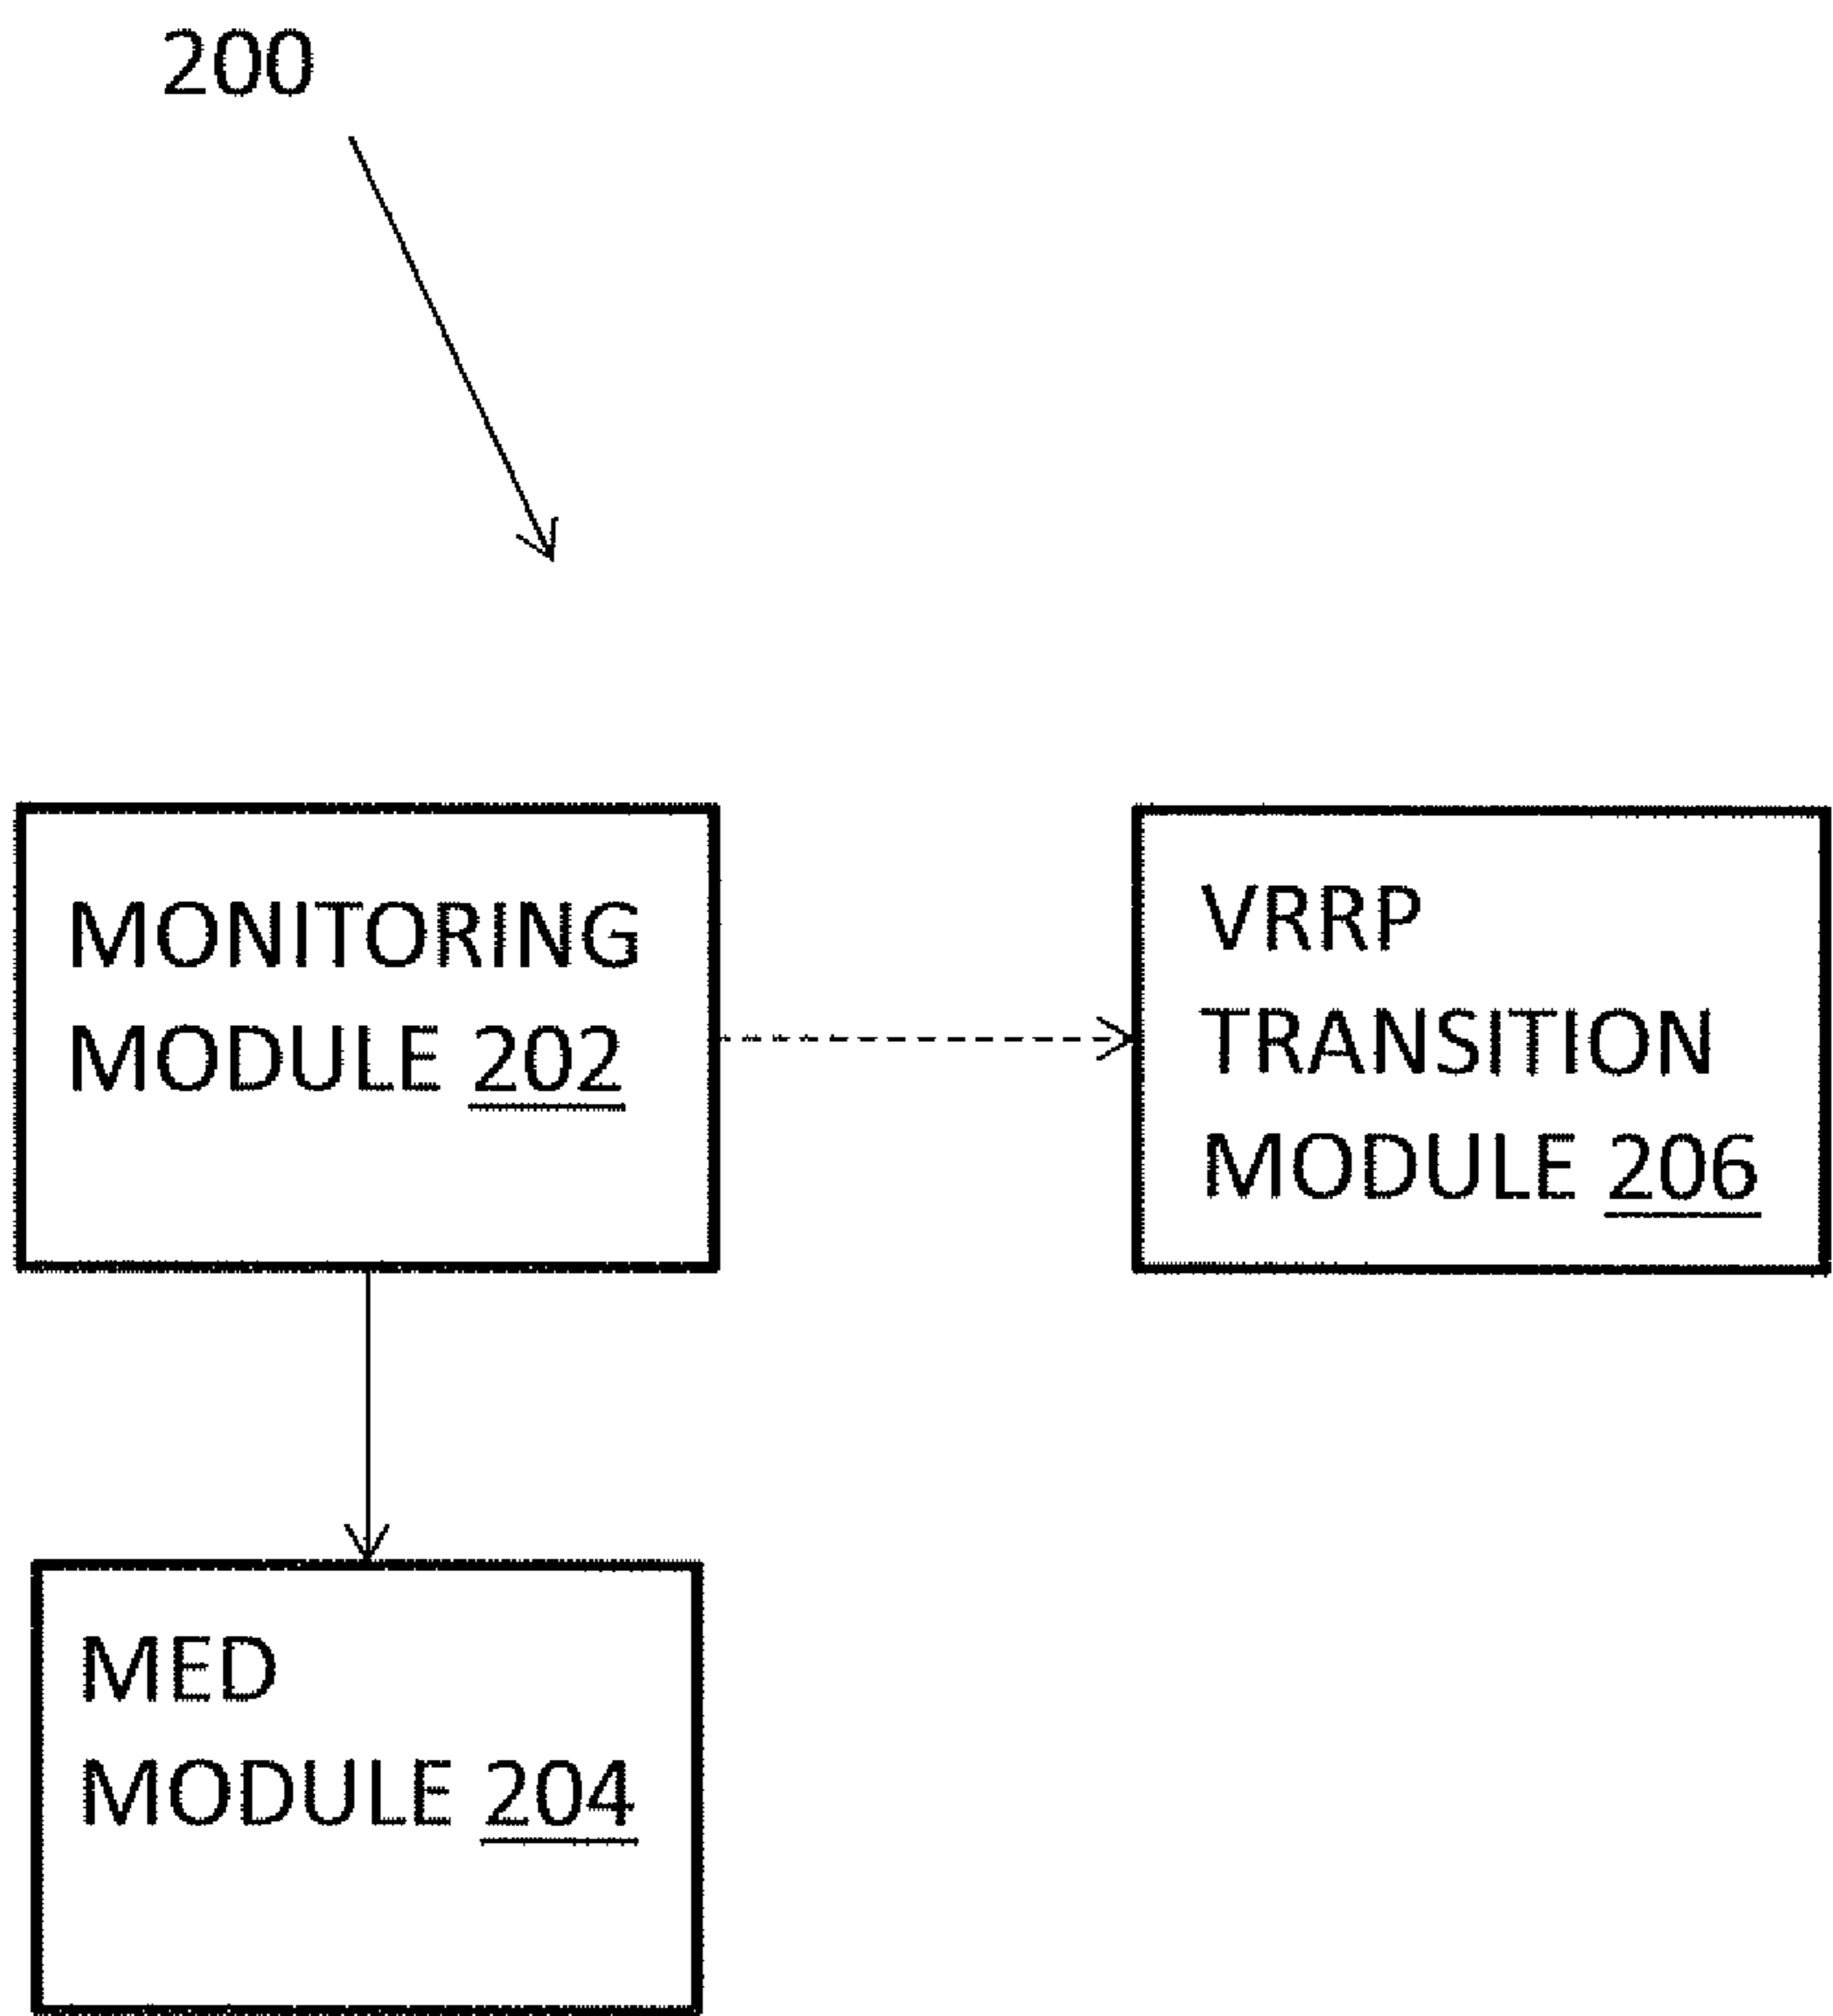 200
MONITORING
MODULE 202
VRRP
TRANSITION
MODULE 206
MED
MODULE 204